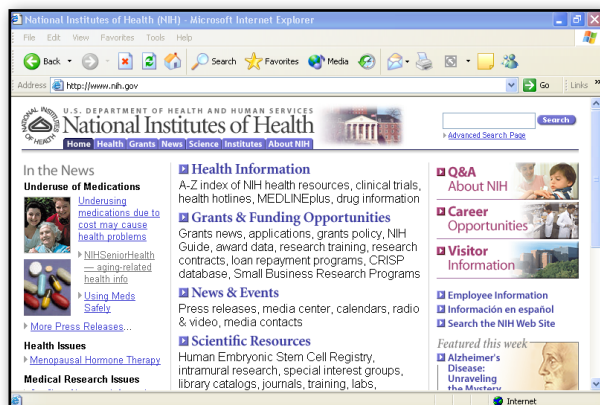 National Institutes of Health (NIH) - Microsoft Internet Explorer
File Edit View Favorites Tools Help
Back Search Favorites Media
Address http://www.nih.gov Go Links »
U.S. DEPARTMENT OF HEALTH AND HUMAN SERVICES
National Institutes of Health
Search
Advanced Search Page
Home Health Grants News Science Institutes About NIH
In the News
Underuse of Medications
Underusing
medications due to
cost may cause
health problems
NIHSeniorHealth
— aging-related
health info
Using Meds
Safely
More Press Releases...
Health Issues
Menopausal Hormone Therapy
Medical Research Issues
Health Information
A-Z index of NIH health resources, clinical trials,
health hotlines, MEDLINEplus, drug information
Grants & Funding Opportunities
Grants news, applications, grants policy, NIH
Guide, award data, research training, research
contracts, loan repayment programs, CRISP
database, Small Business Research Programs
News & Events
Press releases, media center, calendars, radio
& video, media contacts
Scientific Resources
Human Embryonic Stem Cell Registry,
intramural research, special interest groups,
library catalogs, journals, training, labs,
Q&A
About NIH
Career
Opportunities
Visitor
Information
Employee Information
Información en español
Search the NIH Web Site
Featured this week
Alzheimer's
Disease:
Unraveling
the Mystery
Internet